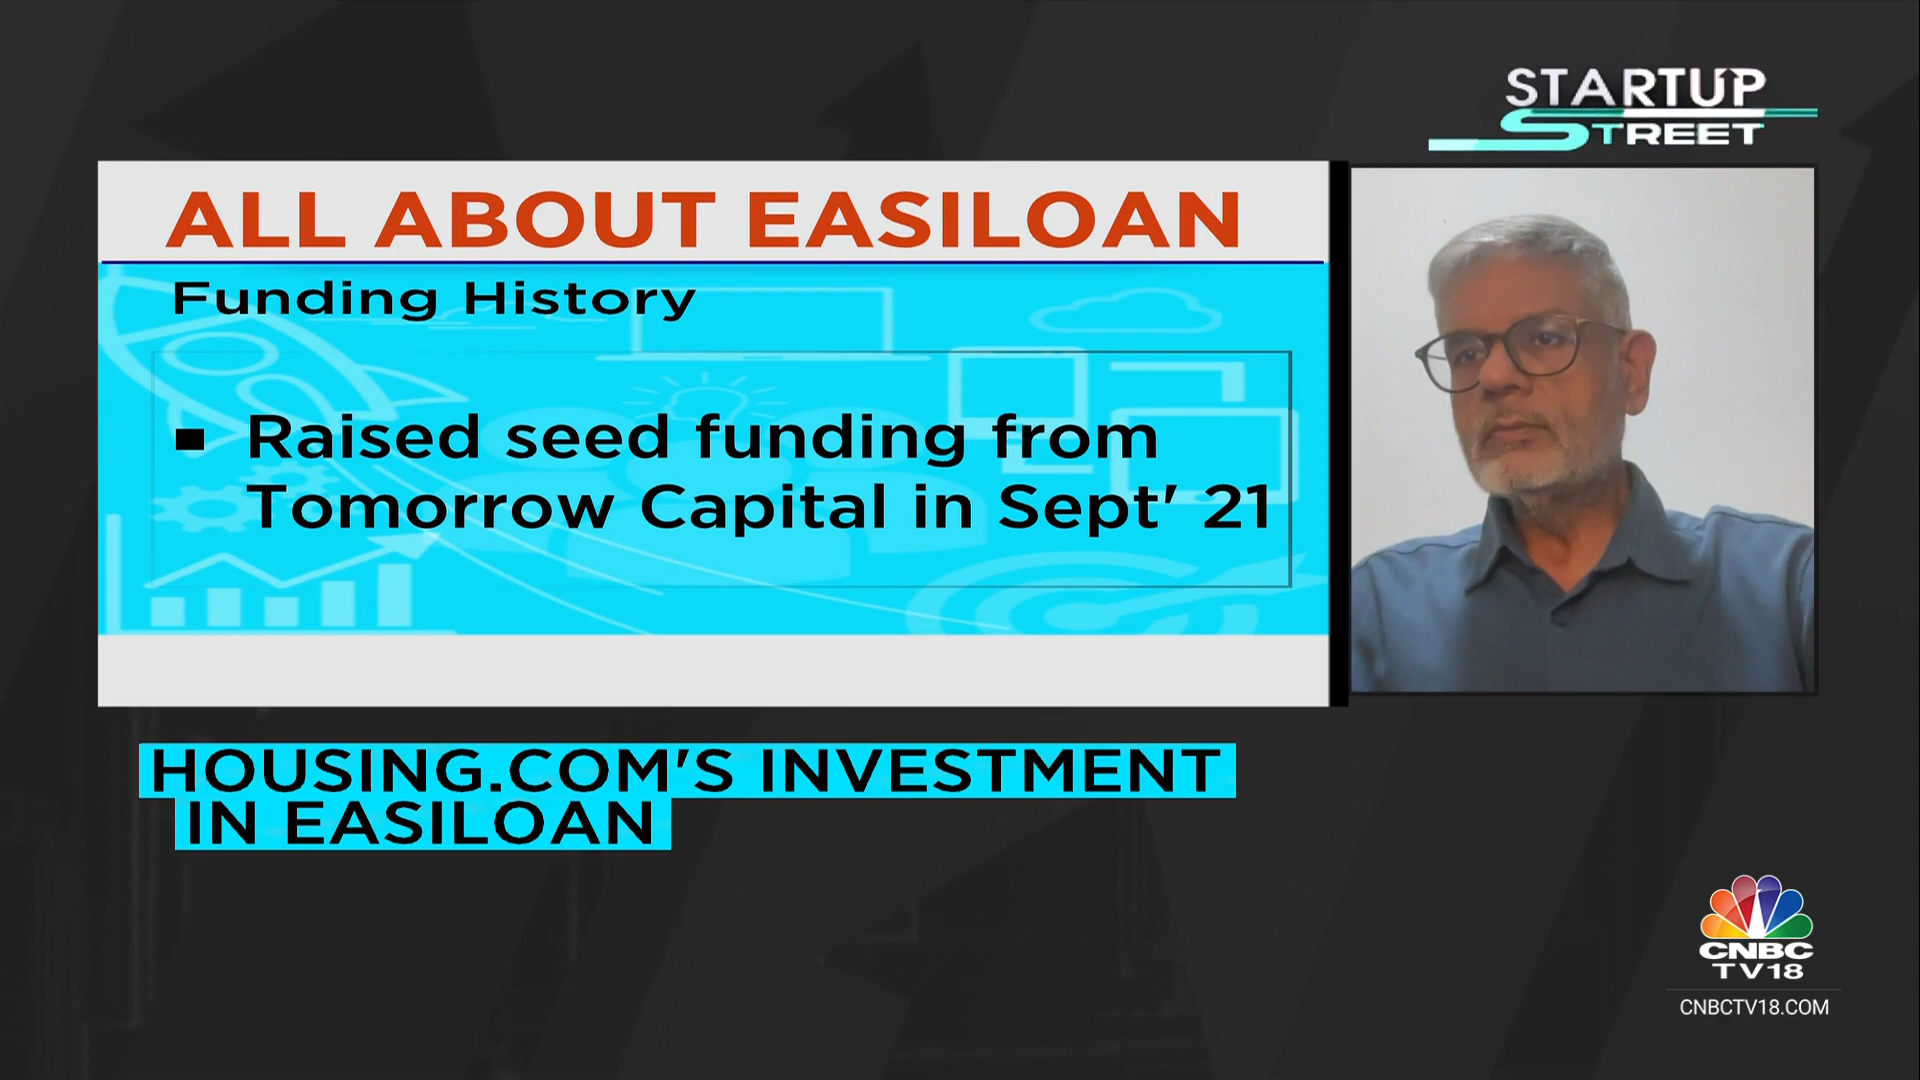 STARTUP
STREET
ALL ABOUT EASILOAN
Funding History
▪ Raised seed funding from
Tomorrow Capital in Sept' 21
HOUSING.COM'S INVESTMENT
IN EASILOAN
CNBC
TV18
CNBCTV18.COM